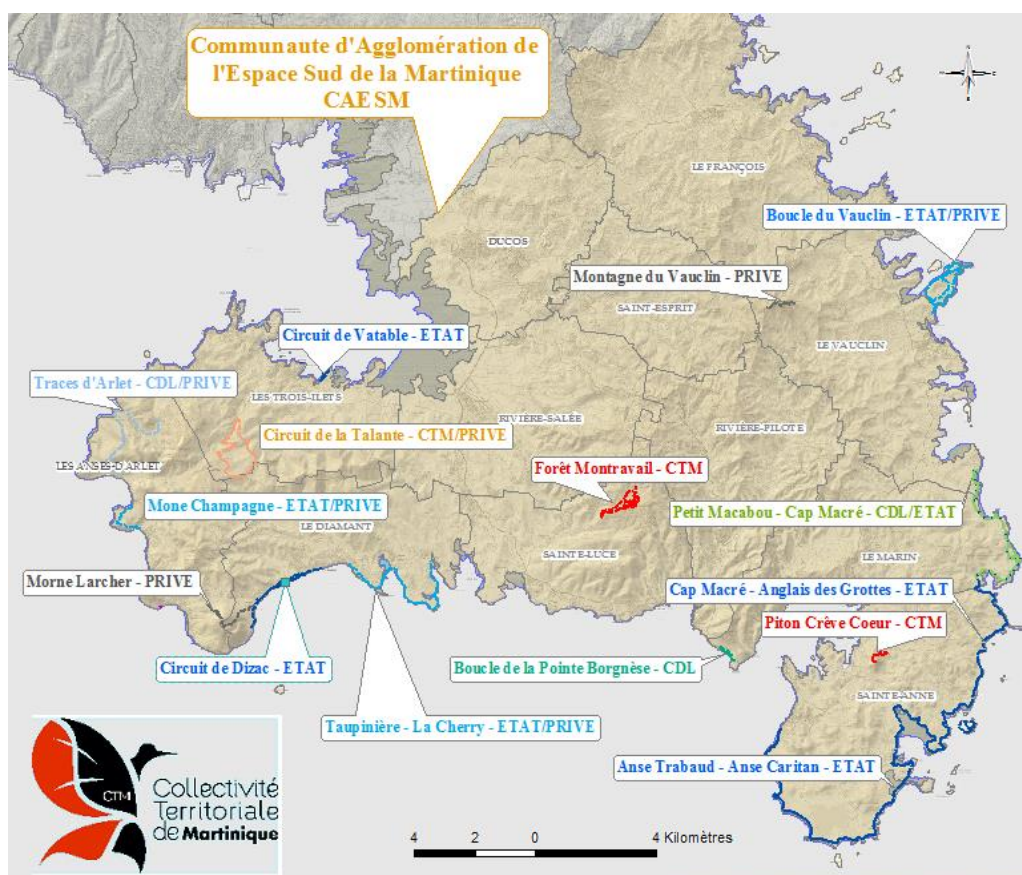 Communaute d'Agglomération de
l'Espace Sud de la Martinique
CAESM
LE FRANÇOIS
Boucle du Vauclin - ETAT/PRIVE
DUCOS
Montagne du Vauclin - PRIVE
SAINT-ESPRIT
Circuit de Vatable - ETAT
LE VAUCLIN
Traces d'Arlet - CDL/PRIVE
LES TROIS-ILETS
RIVIÈRE-SALÉE
RIVIÈRE-PILOTE
Circuit de la Talante - CTM/PRIVE
LES ANSES-D'ARLET
Forêt Montravail - CTM
Mone Champagne - ETAT/PRIVE
Petit Macabou - Cap Macré - CDL/ETAT
LE DIAMANT
SAINTE-LUCE
LE MARIN
Morne Larcher - PRIVE
Cap Macré - Anglais des Grottes - ETAT
Piton Crêve Coeur - CTM
Circuit de Dizac - ETAT
Boucle de la Pointe Borgnèse - CDL
SAINTE-ANNE
Taupinière - La Cherry - ETAT/PRIVE
Anse Trabaud - Anse Caritan - ETAT
CTM
Collectivité
Territoriale
de Martinique
4 2 0 4 Kilomètres